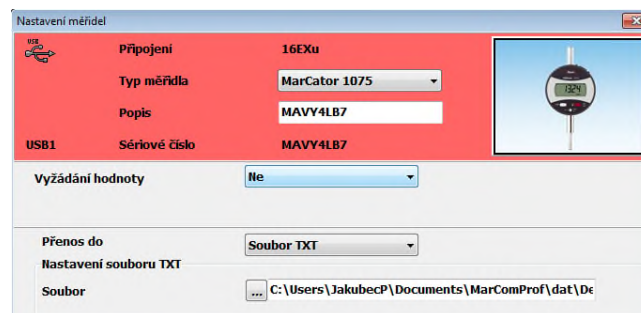 Nastavení měřidel
USB
Připojení 16EXu
Typ měřidla MarCator 1075
Popis MAVY4LB7
USB1 Sériové číslo MAVY4LB7
Vyžádání hodnoty Ne
Přenos do Soubor TXT
Nastavení souboru TXT
Soubor ... C:\Users\JakubecP\Documents\MarComProf\dat\De